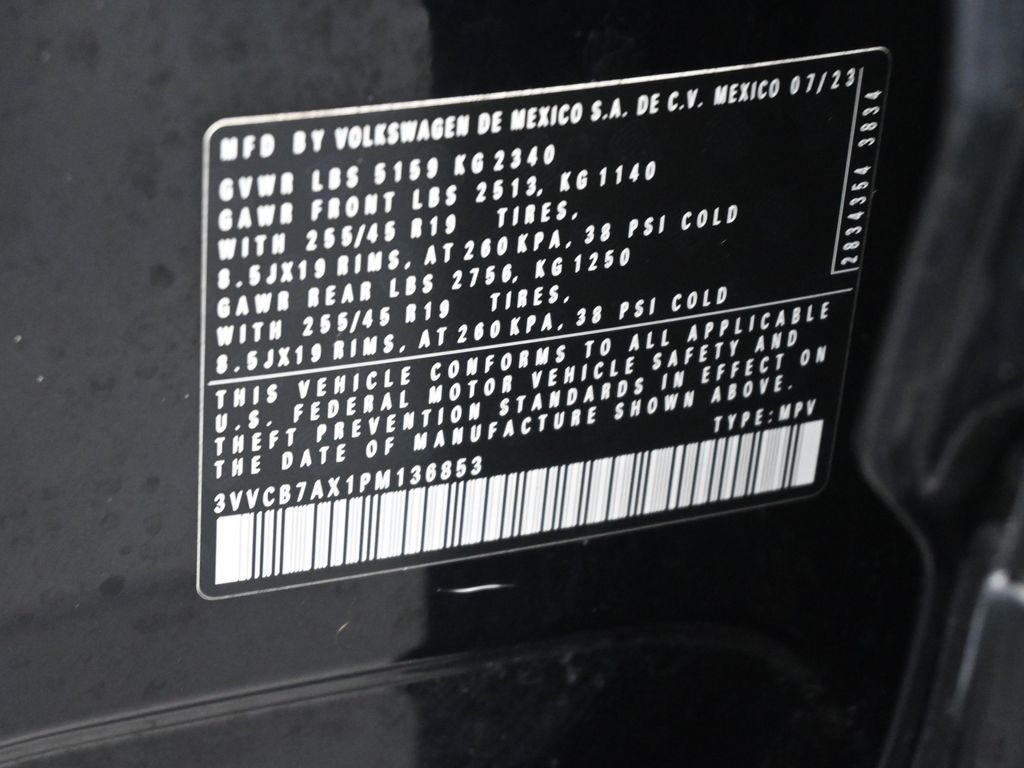 MFD BY VOLKSWAGEN DE MEXICO S.A. DE C.V. MEXICO 07/23
GVWR LBS 5159 KG 2340
GAWR FRONT LBS 2513, KG 1140
WITH 255/45 R19 TIRES,
8.5JX19 RIMS, AT 260 KPA, 38 PSI COLD
GAWR REAR LBS 2756, KG 1250
WITH 255/45 R19 TIRES,
8.5JX19 RIMS, AT 260 KPA, 38 PSI COLD
2834354 3834
THIS VEHICLE CONFORMS TO ALL APPLICABLE
U.S. FEDERAL MOTOR VEHICLE SAFETY AND
THEFT PREVENTION STANDARDS IN EFFECT ON
THE DATE OF MANUFACTURE SHOWN ABOVE.
3VVCB7AX1PM136853 TYPE:MPV